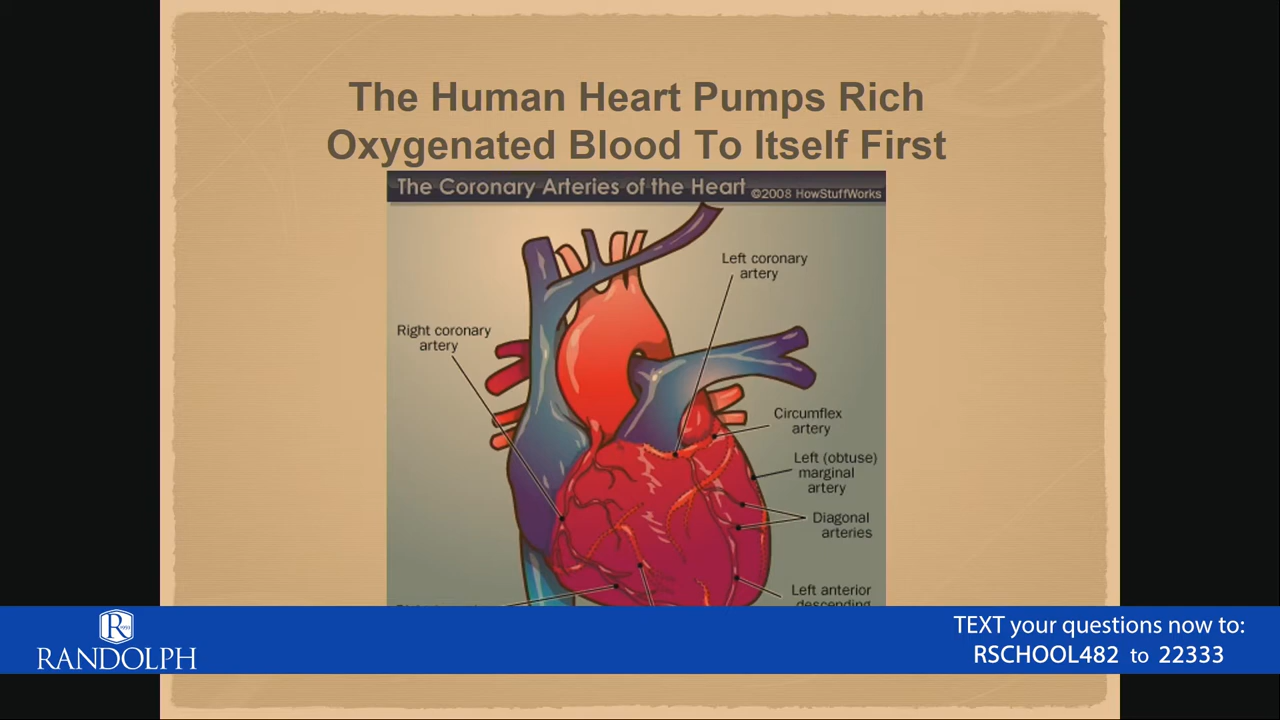 The Human Heart Pumps Rich
Oxygenated Blood To Itself First
The Coronary Arteries of the Heart
©2008 HowStuffWorks
Left coronary
artery
Right coronary
artery
Circumflex
artery
Left (obtuse)
marginal
artery
Diagonal
arteries
Left anterior
descending
R
RANDOLPH
TEXT your questions now to:
RSCHOOL482 to 22333